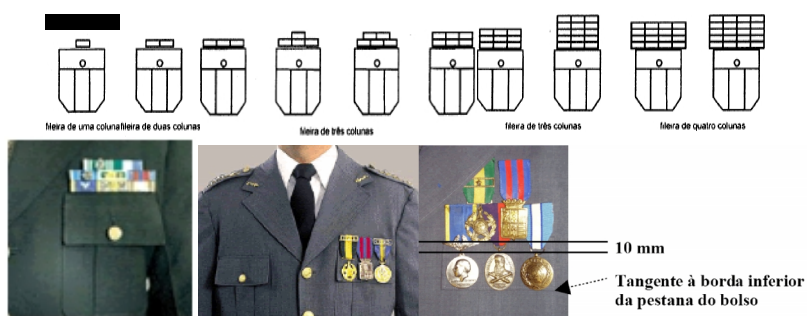 fileira de uma coluna
fileira de duas colunas
fileira de três colunas
fileira de três colunas
fileira de quatro colunas
10 mm
Tangente à borda inferior
da pestana do bolso